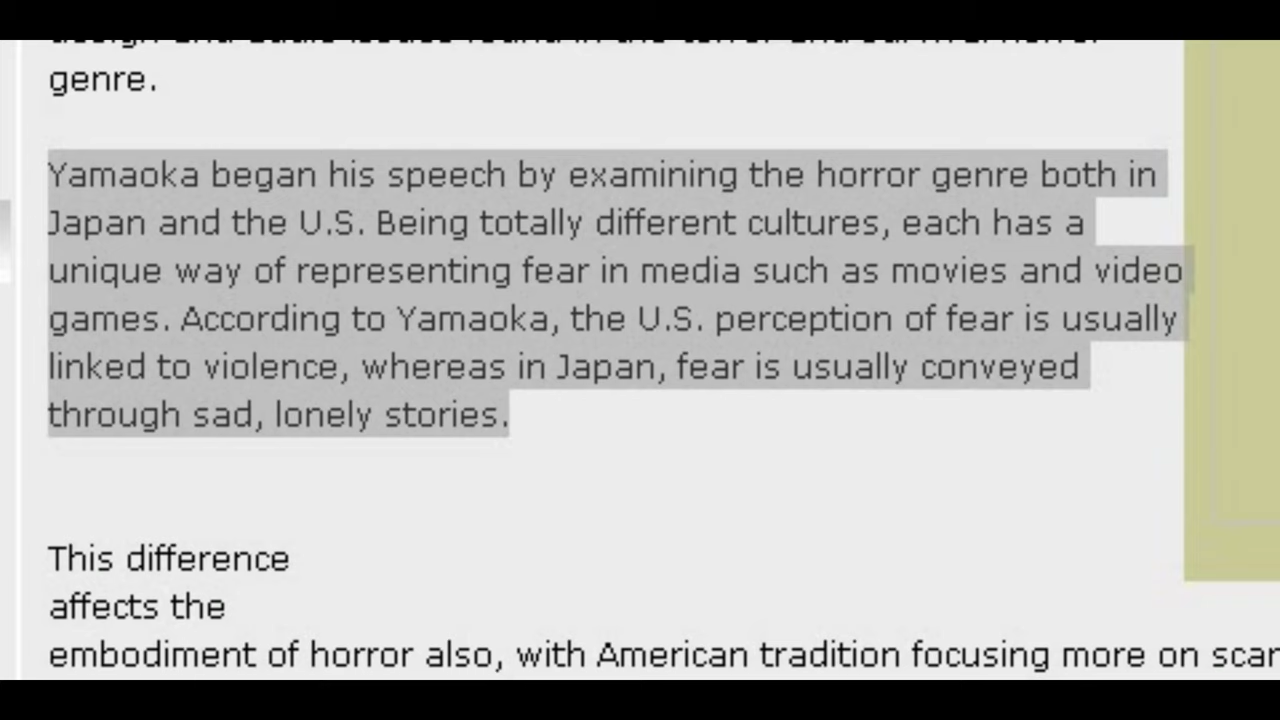 genre.
Yamaoka began his speech by examining the horror genre both in
Japan and the U.S. Being totally different cultures, each has a
unique way of representing fear in media such as movies and video
games. According to Yamaoka, the U.S. perception of fear is usually
linked to violence, whereas in Japan, fear is usually conveyed
through sad, lonely stories.
This difference
affects the
embodiment of horror also, with American tradition focusing more on